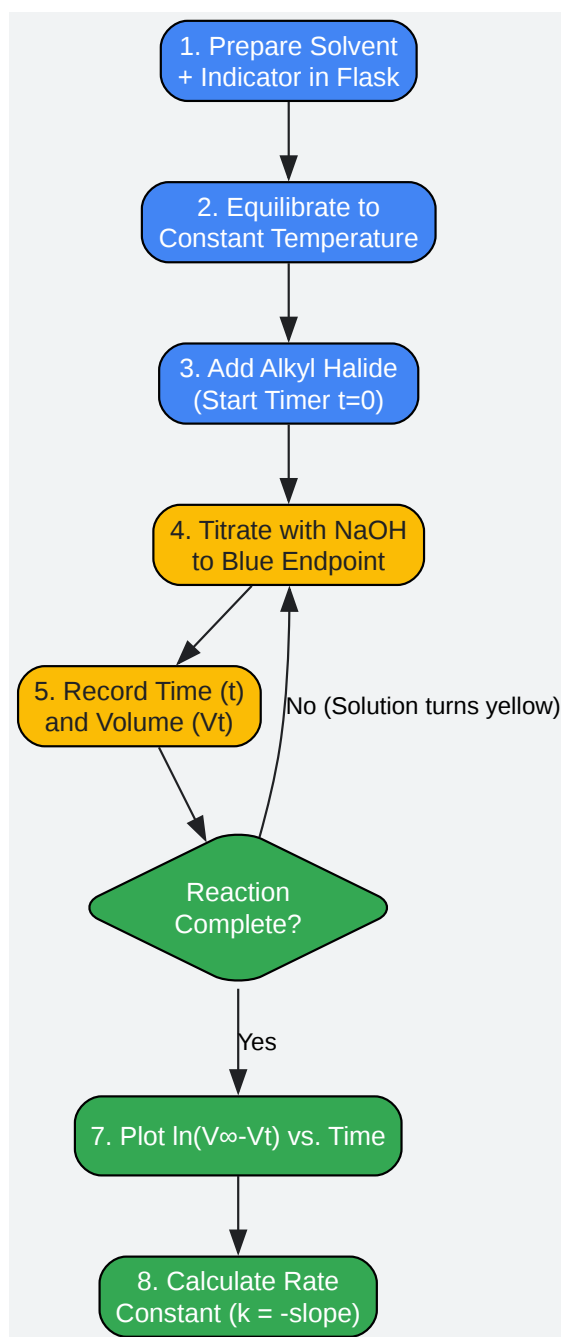 1. Prepare Solvent
+ Indicator in Flask
2. Equilibrate to
Constant Temperature
3. Add Alkyl Halide
(Start Timer t=0)
4. Titrate with NaOH
to Blue Endpoint
5. Record Time (t)
and Volume (Vt)
No (Solution turns yellow)
Reaction
Complete?
Yes
7. Plot ln(V∞-Vt) vs. Time
8. Calculate Rate
Constant (k = -slope)